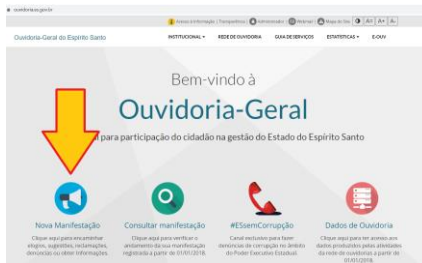 ouvidoria.es.gov.br
Acesso à Informação | Transparência | Administrador | Webmail | Mapa do Site | A= A+ A-
Ouvidoria-Geral do Espírito Santo
INSTITUCIONAL
REDE DE OUVIDORIA
GUIA DE SERVIÇOS
ESTATÍSTICAS
E-OUV
Bem-vindo à
Ouvidoria-Geral
para participação do cidadão na gestão do Estado do Espírito Santo
Nova Manifestação
Clique aqui para encaminhar
elogios, sugestões, reclamações,
denúncias ou obter informações.
Consultar manifestação
Clique aqui para verificar o
andamento da sua manifestação
registrada a partir de 01/01/2018.
#ESsemCorrupção
Canal exclusivo para fazer
denúncias de corrupção no âmbito
do Poder Executivo Estadual.
Dados de Ouvidoria
Clique aqui para ter acesso aos
dados produzidos pelas atividades
da rede de ouvidorias a partir de
01/01/2018.